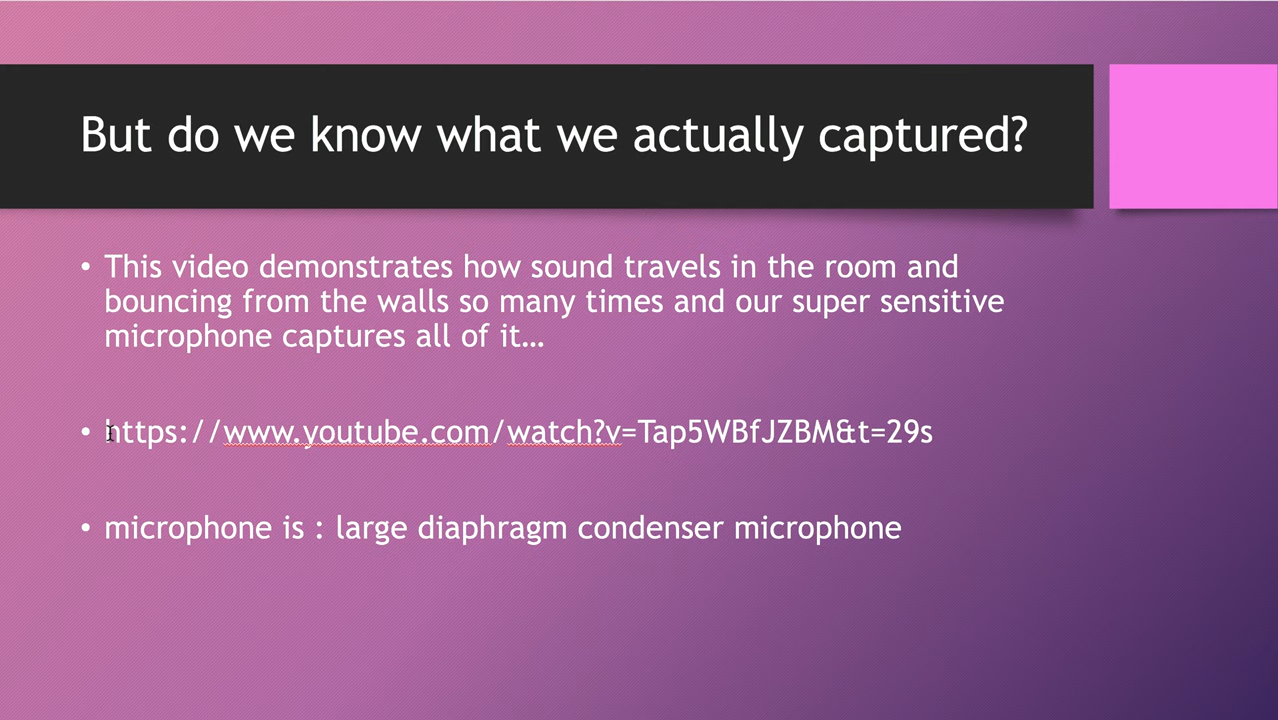 But do we know what we actually captured?
• This video demonstrates how sound travels in the room and
bouncing from the walls so many times and our super sensitive
microphone captures all of it…
• https://www.youtube.com/watch?v=Tap5WBfJZBM&t=29s
• microphone is : large diaphragm condenser microphone